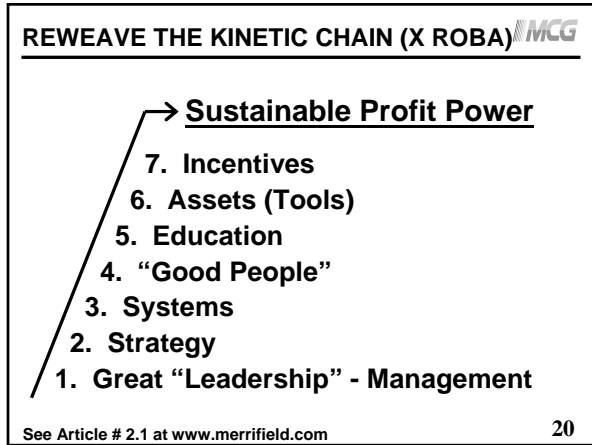 REWEAVE THE KINETIC CHAIN (X ROBA) MCG
Sustainable Profit Power
7. Incentives
6. Assets (Tools)
5. Education
4. “Good People”
3. Systems
2. Strategy
1. Great “Leadership” - Management
See Article # 2.1 at www.merrifield.com 20